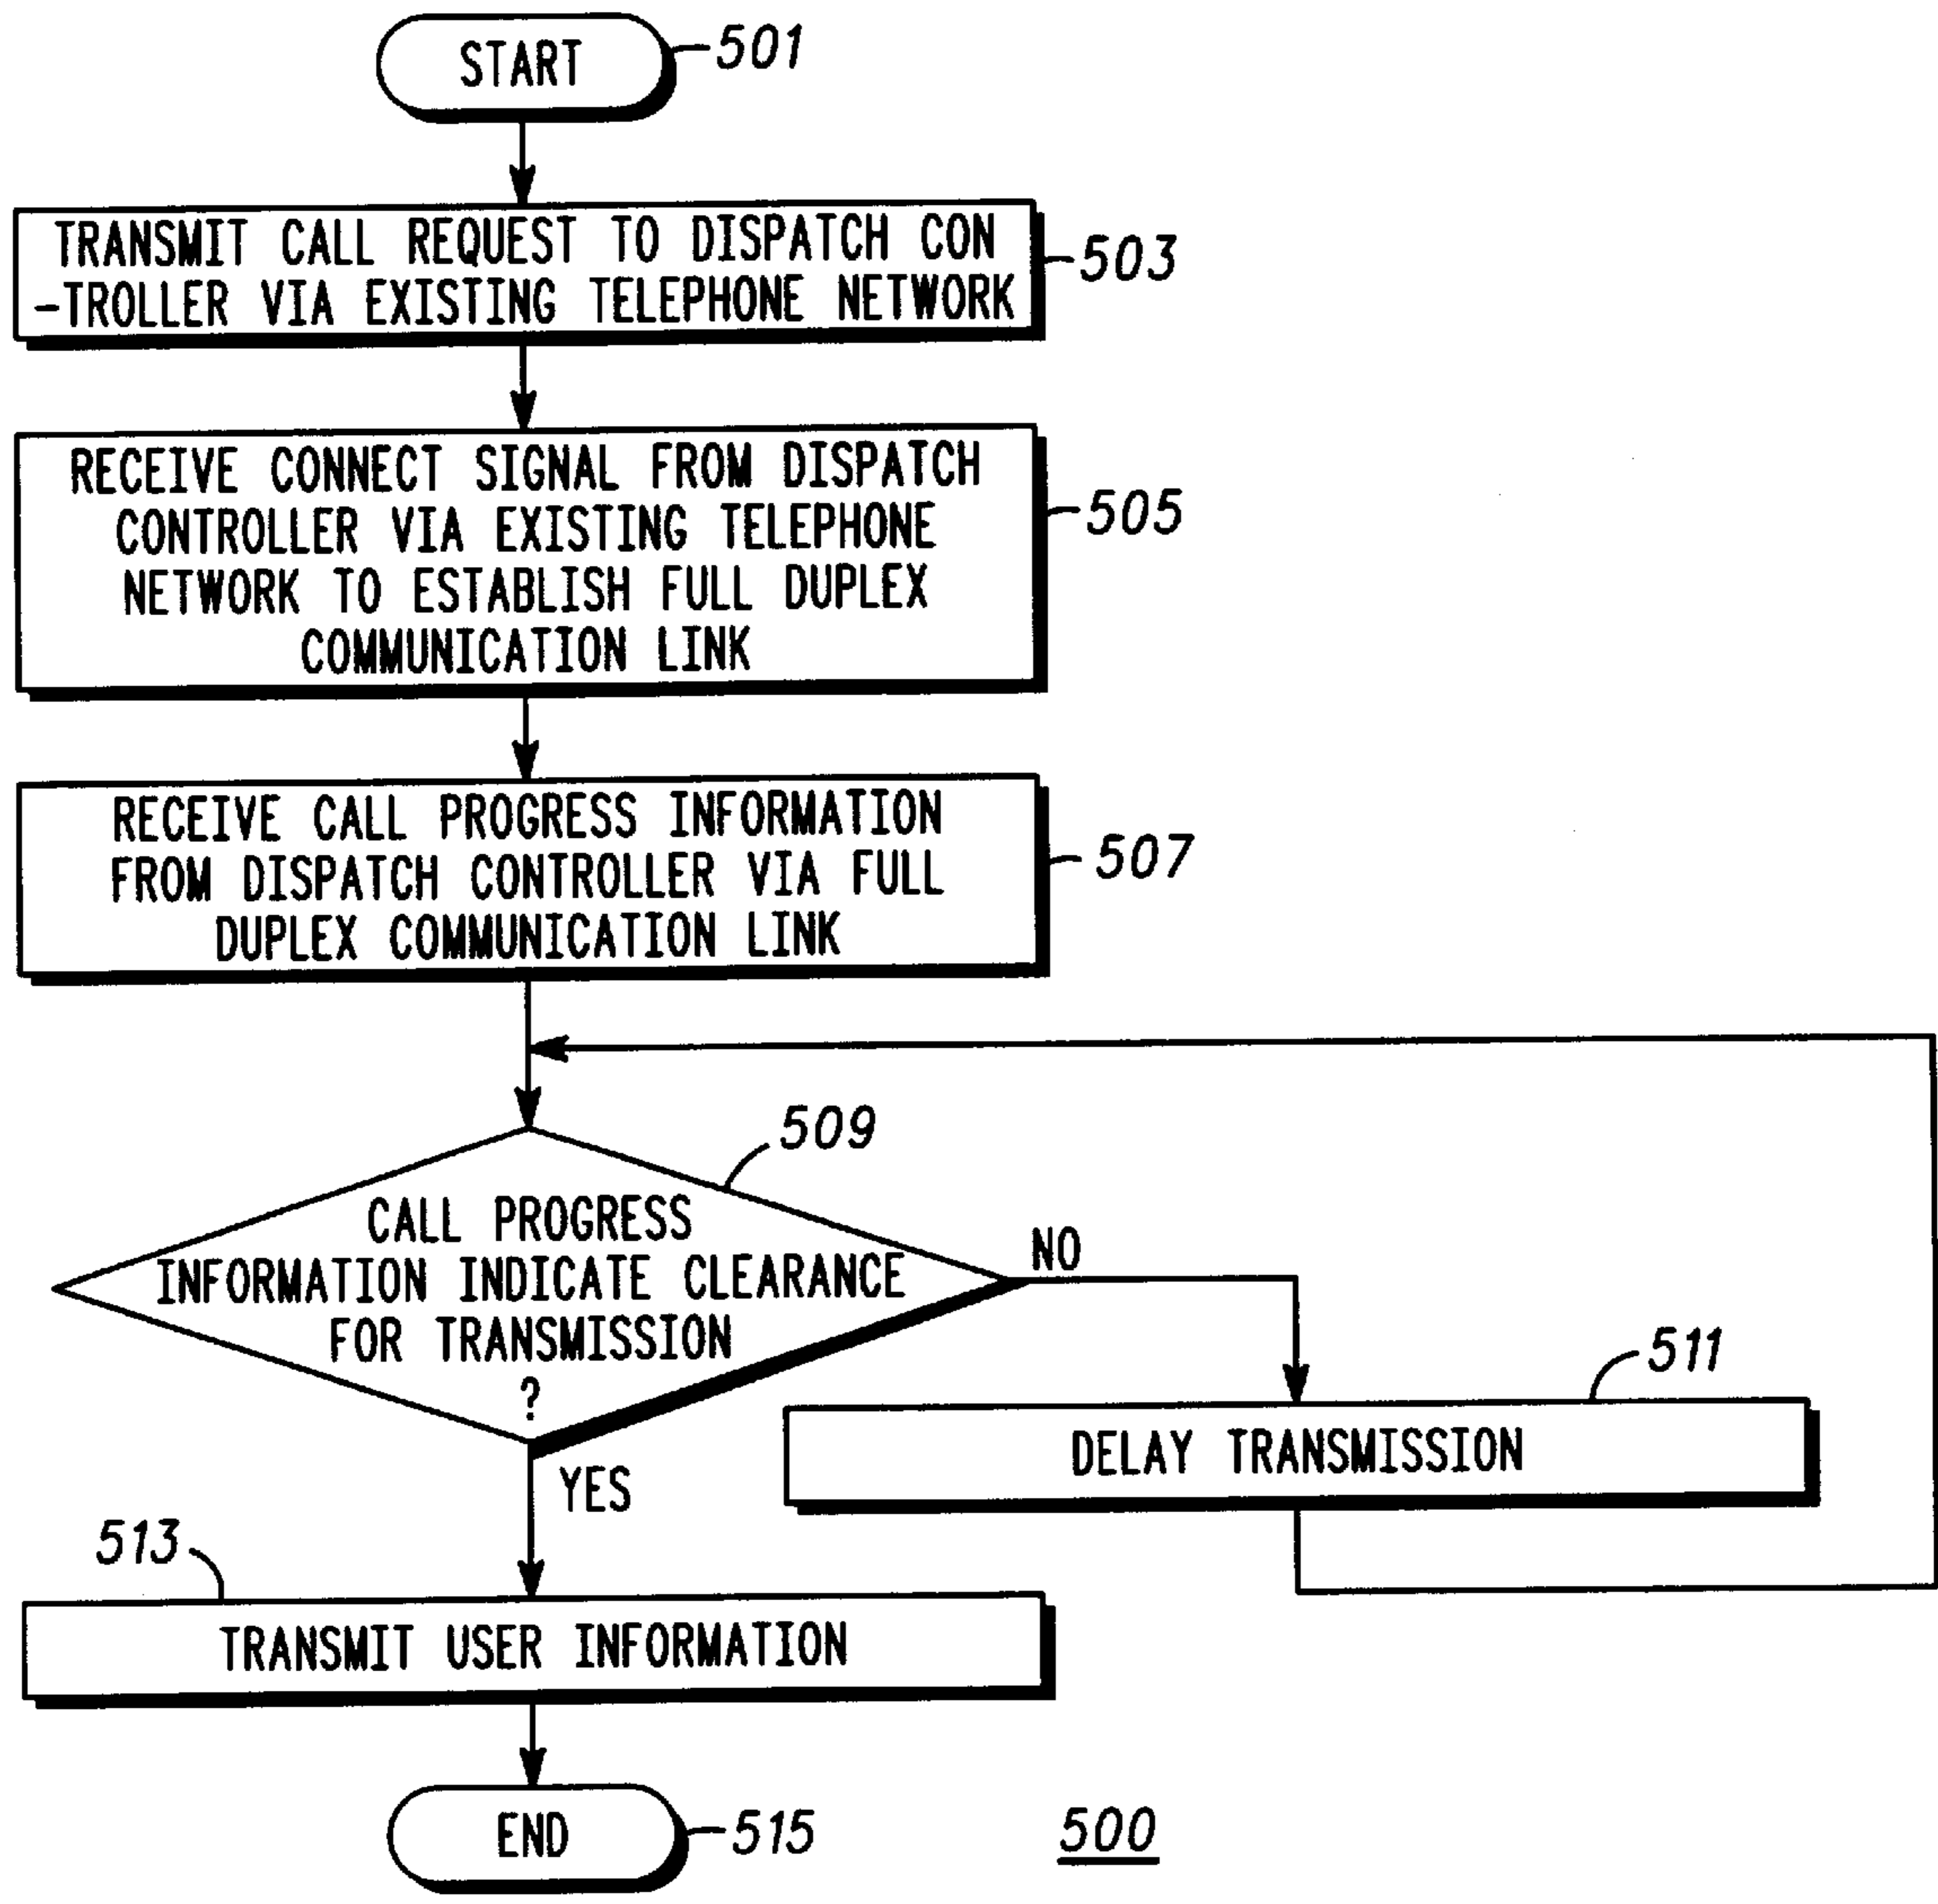 START
501
TRANSMIT CALL REQUEST TO DISPATCH CON
-TROLLER VIA EXISTING TELEPHONE NETWORK
503
RECEIVE CONNECT SIGNAL FROM DISPATCH
CONTROLLER VIA EXISTING TELEPHONE
NETWORK TO ESTABLISH FULL DUPLEX
COMMUNICATION LINK
505
RECEIVE CALL PROGRESS INFORMATION
FROM DISPATCH CONTROLLER VIA FULL
DUPLEX COMMUNICATION LINK
507
509
CALL PROGRESS
INFORMATION INDICATE CLEARANCE
FOR TRANSMISSION
?
NO
YES
511
DELAY TRANSMISSION
513
TRANSMIT USER INFORMATION
END
515
500